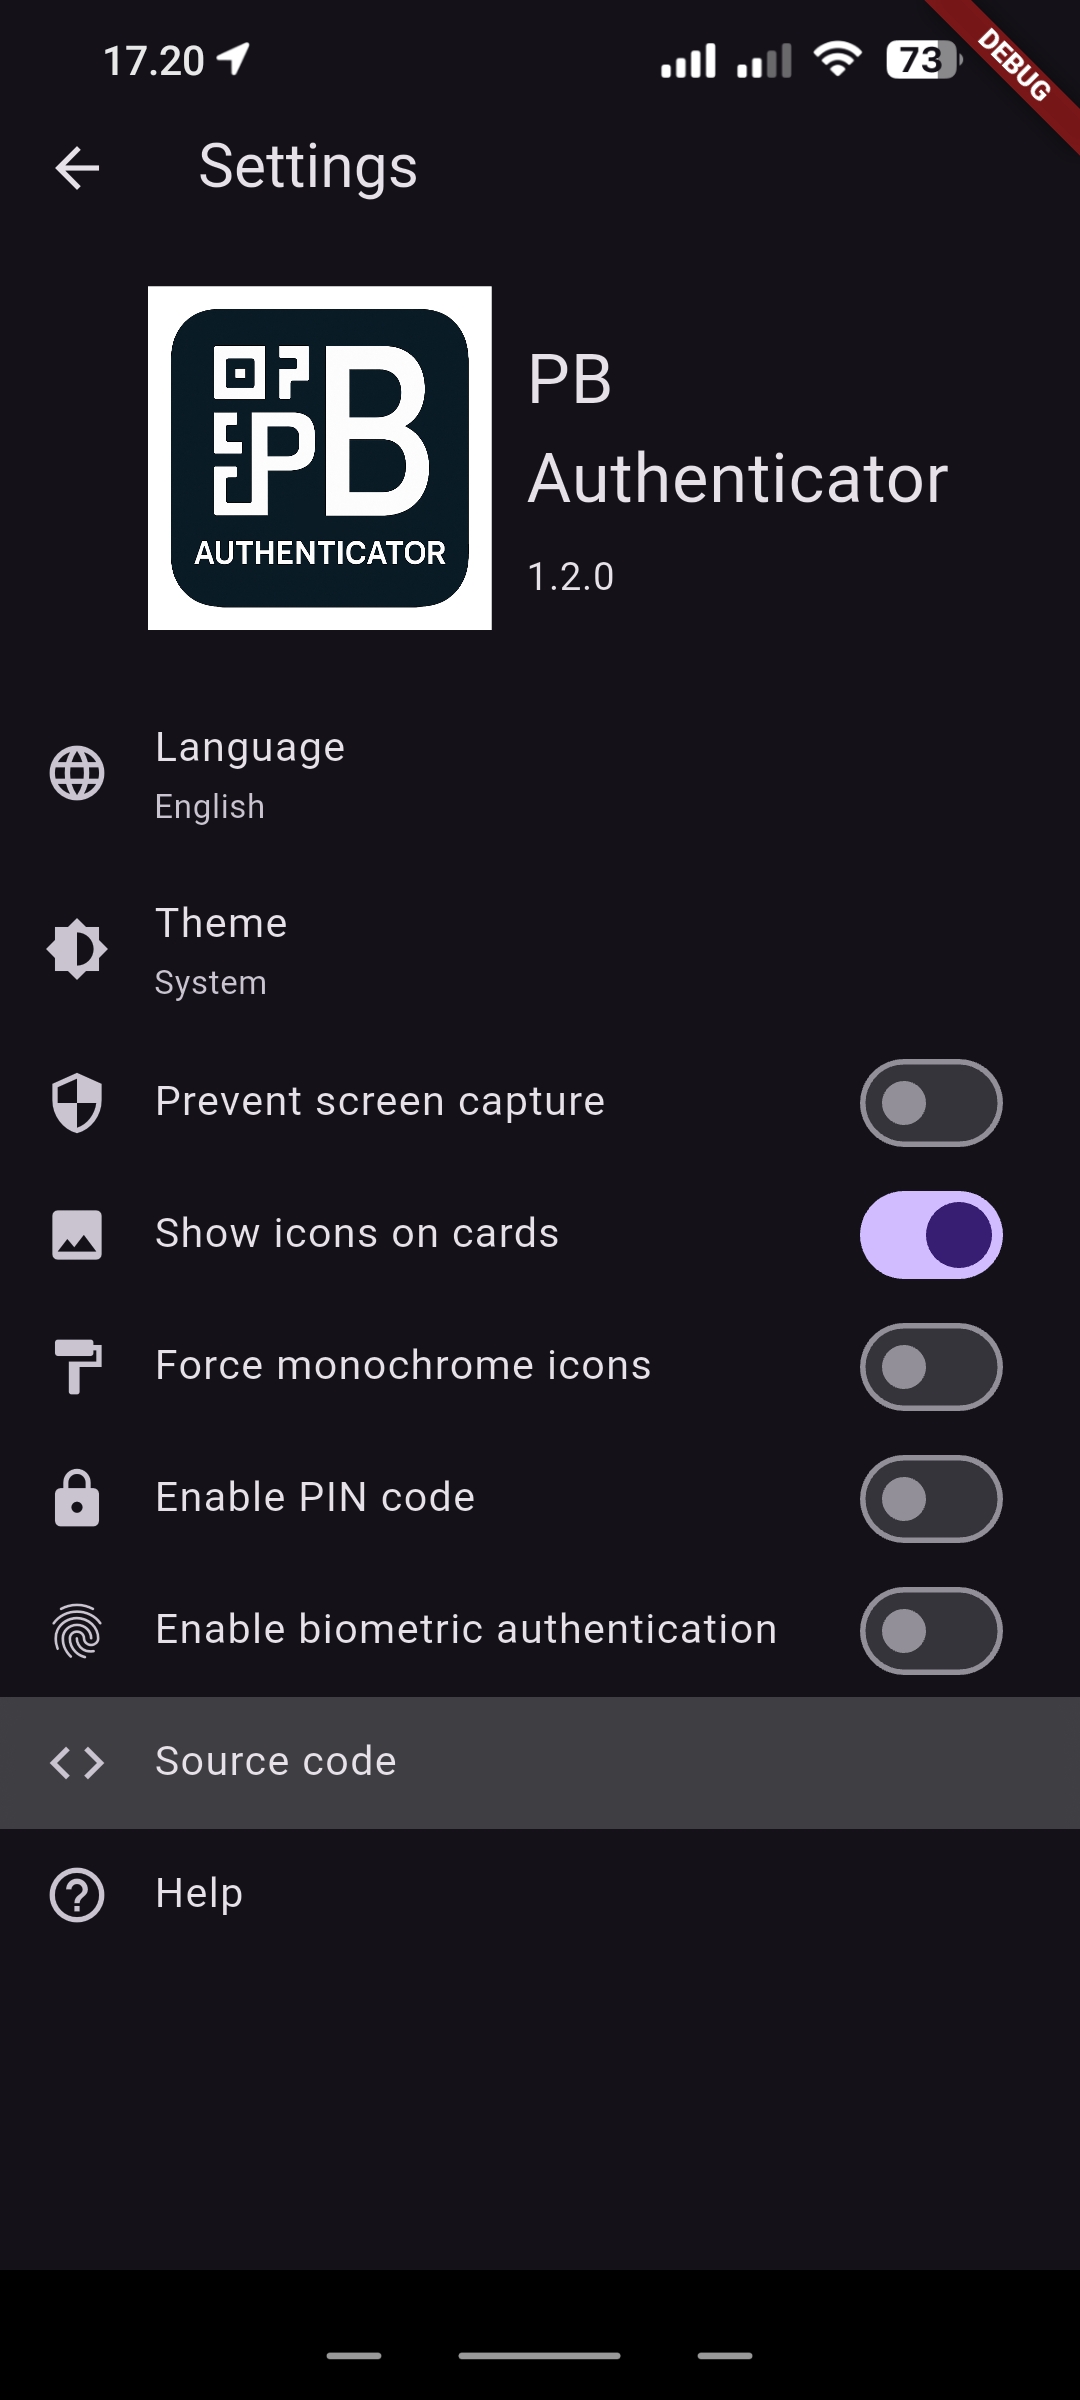 17.20
73
DEBUG
Settings
PB
AUTHENTICATOR
PB
Authenticator
1.2.0
Language
English
Theme
System
Prevent screen capture
Show icons on cards
Force monochrome icons
Enable PIN code
Enable biometric authentication
Source code
Help